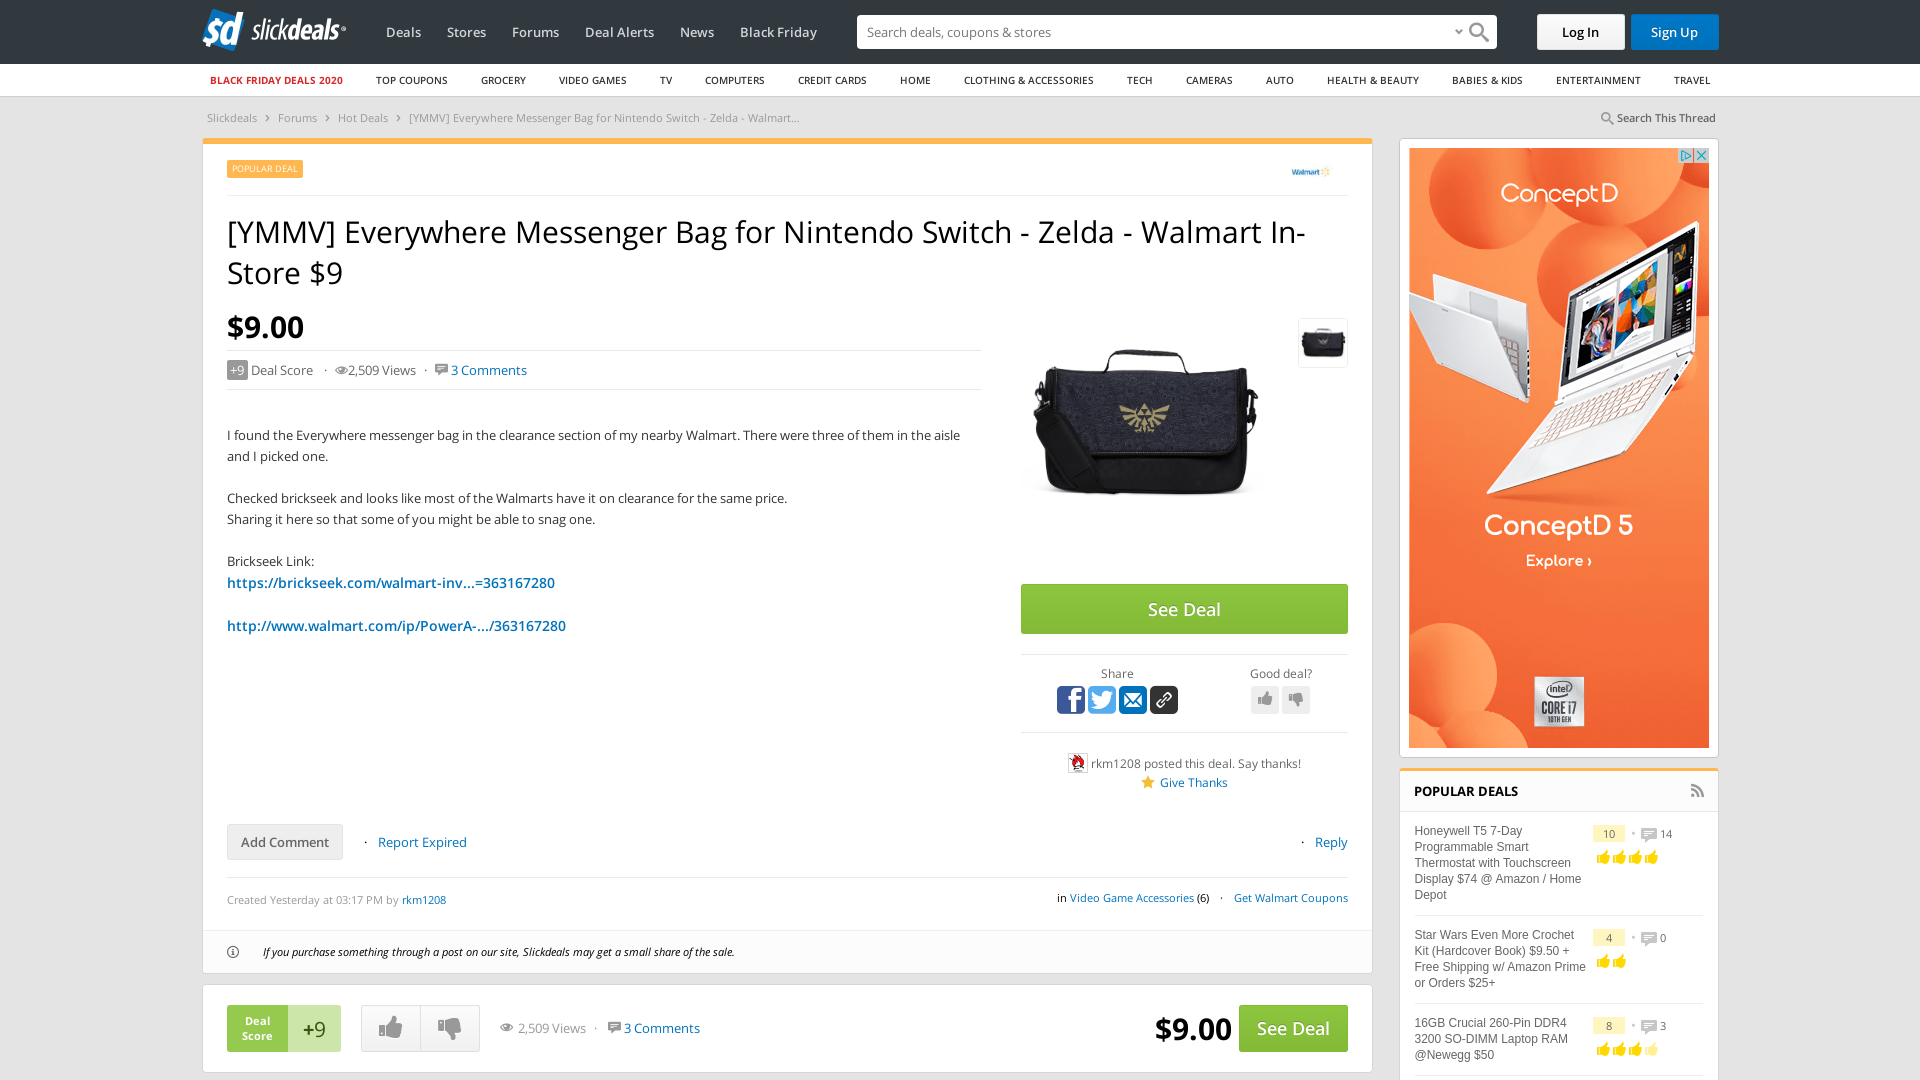 slickdeals
Deals
Stores
Forums
Deal Alerts
News
Black Friday
Search deals, coupons & stores
Log In
Sign Up
BLACK FRIDAY DEALS 2020
TOP COUPONS
GROCERY
VIDEO GAMES
TV
COMPUTERS
CREDIT CARDS
HOME
CLOTHING & ACCESSORIES
TECH
CAMERAS
AUTO
HEALTH & BEAUTY
BABIES & KIDS
ENTERTAINMENT
TRAVEL
Slickdeals › Forums › Hot Deals › [YMMV] Everywhere Messenger Bag for Nintendo Switch - Zelda - Walmart...
Search This Thread
POPULAR DEAL
Walmart
[YMMV] Everywhere Messenger Bag for Nintendo Switch - Zelda - Walmart In-
Store $9
$9.00
+9 Deal Score · 2,509 Views · 3 Comments
I found the Everywhere messenger bag in the clearance section of my nearby Walmart. There were three of them in the aisle
and I picked one.
Checked brickseek and looks like most of the Walmarts have it on clearance for the same price.
Sharing it here so that some of you might be able to snag one.
Brickseek Link:
https://brickseek.com/walmart-inv...=363167280
http://www.walmart.com/ip/PowerA-.../363167280
See Deal
Share
Good deal?
rkm1208 posted this deal. Say thanks!
Give Thanks
Add Comment · Report Expired
· Reply
Created Yesterday at 03:17 PM by rkm1208
in Video Game Accessories (6) · Get Walmart Coupons
If you purchase something through a post on our site, Slickdeals may get a small share of the sale.
Deal
Score
+9
2,509 Views · 3 Comments
$9.00
See Deal
ConceptD
ConceptD 5
Explore ›
intel
CORE i7
10TH GEN
POPULAR DEALS
Honeywell T5 7-Day
Programmable Smart
Thermostat with Touchscreen
Display $74 @ Amazon / Home
Depot
10 • 14
Star Wars Even More Crochet
Kit (Hardcover Book) $9.50 +
Free Shipping w/ Amazon Prime
or Orders $25+
4 • 0
16GB Crucial 260-Pin DDR4
3200 SO-DIMM Laptop RAM
@Newegg $50
8 • 3